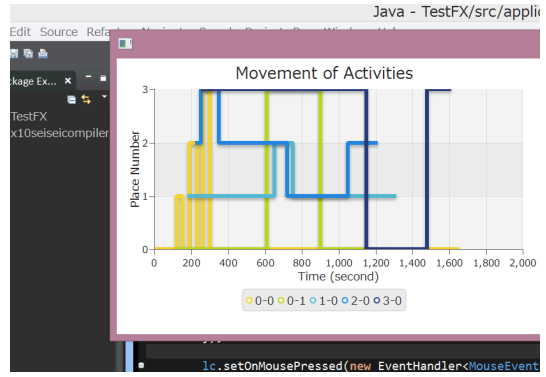 Java - TestFX/src/applic
Edit Source Refa
ckage Ex...
TestFX
x10seiseicompiler
Movement of Activities
Place Number
3
2
1
0
0 200 400 600 800 1,000 1,200 1,400 1,600 1,800 2,000
Time (second)
0-0 0-1 1-0 2-0 3-0
lc.setOnMousePressed(new EventHandler<MouseEvent